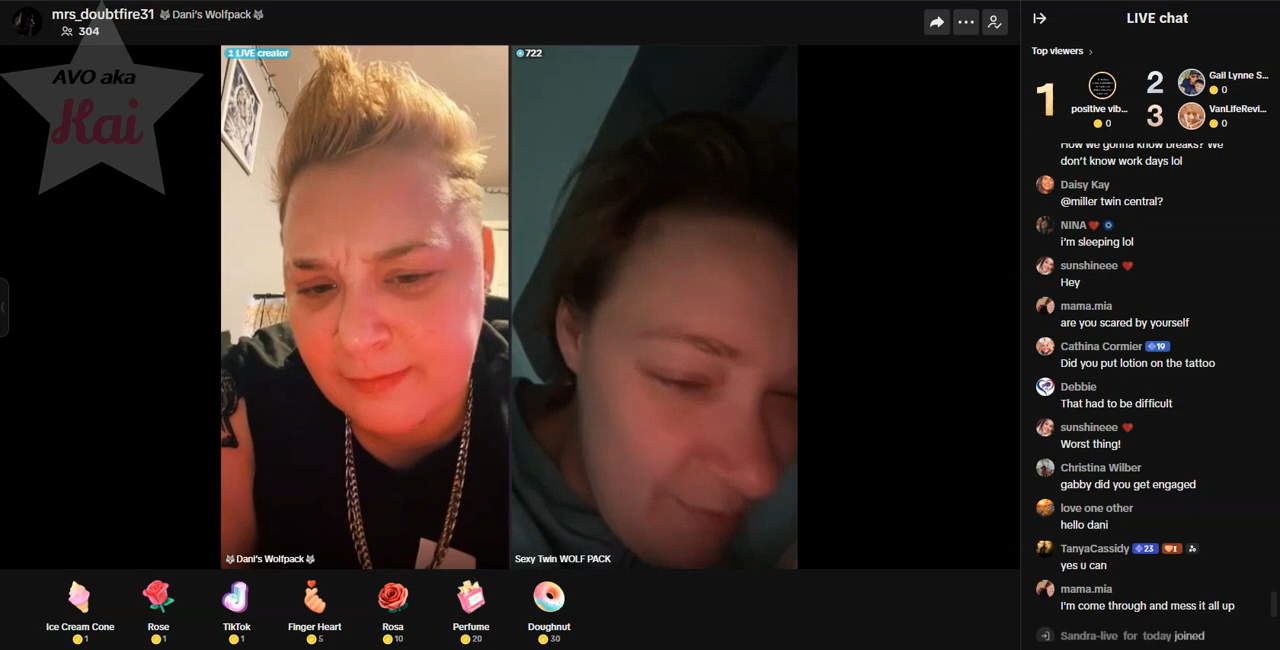 mrs_doubtfire31 🐺Dani's Wolfpack🐺
304
AVO aka
Kai
LIVE creator
722
🐺Dani's Wolfpack🐺
Sexy Twin WOLF PACK
Ice Cream Cone
1
Rose
1
TikTok
1
Finger Heart
5
Rosa
10
Perfume
20
Doughnut
30
LIVE chat
Top viewers
1
positive vib...
0
2
Gail Lynne S...
0
3
VanLifeRevi...
0
How we gonna know breaks? We
don't know work days lol
Daisy Kay
@miller twin central?
NINA❤️
i'm sleeping lol
sunshineee ❤️
Hey
mama.mia
are you scared by yourself
Cathina Cormier 19
Did you put lotion on the tattoo
Debbie
That had to be difficult
sunshineee ❤️
Worst thing!
Christina Wilber
gabby did you get engaged
love one other
hello dani
TanyaCassidy 23 I
yes u can
mama.mia
I'm come through and mess it all up
Sandra-live for today joined